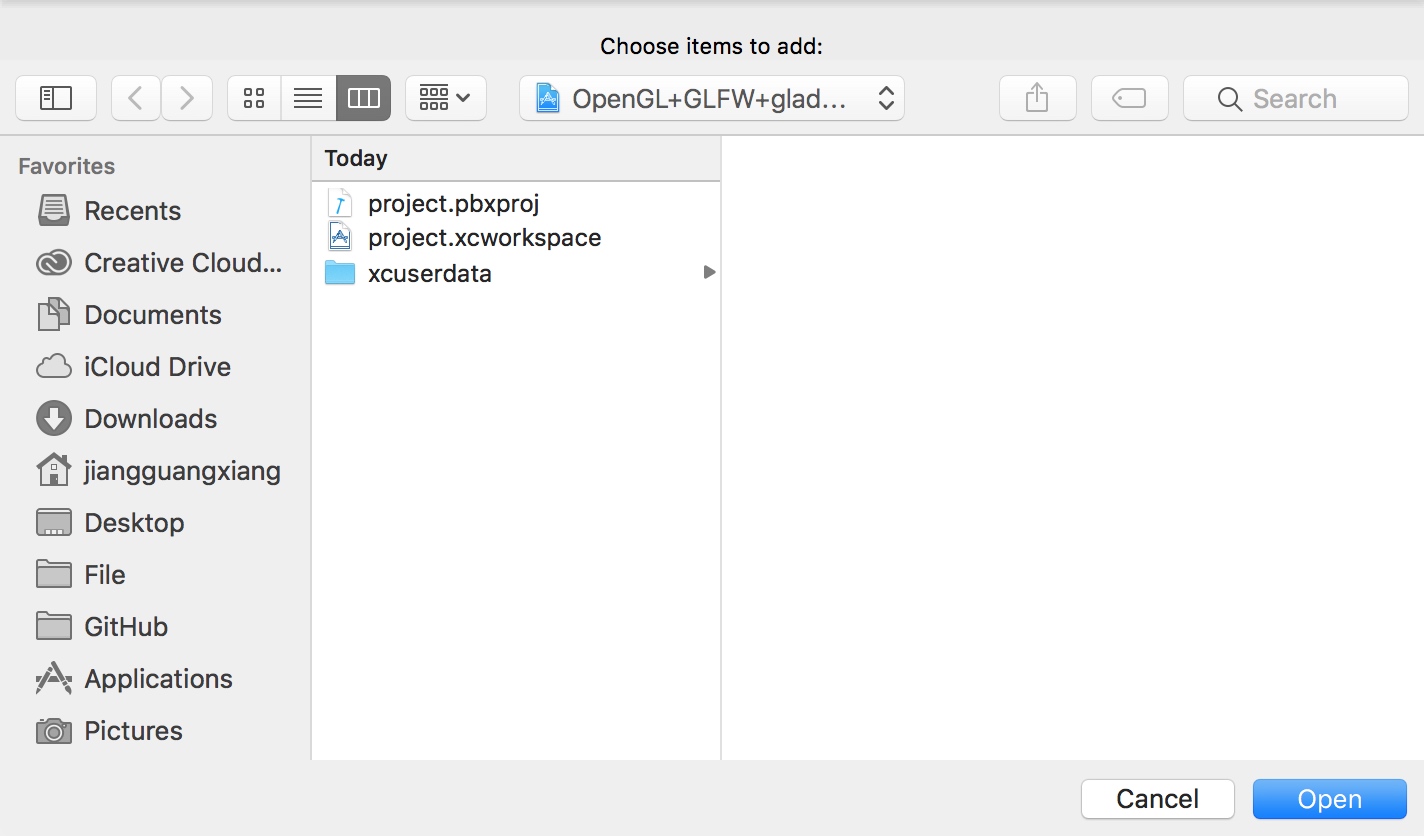 Choose items to add:
OpenGL+GLFW+glad...
Search
Favorites
Recents
Creative Cloud...
Documents
iCloud Drive
Downloads
jiangguangxiang
Desktop
File
GitHub
Applications
Pictures
Today
project.pbxproj
project.xcworkspace
xcuserdata
Cancel
Open